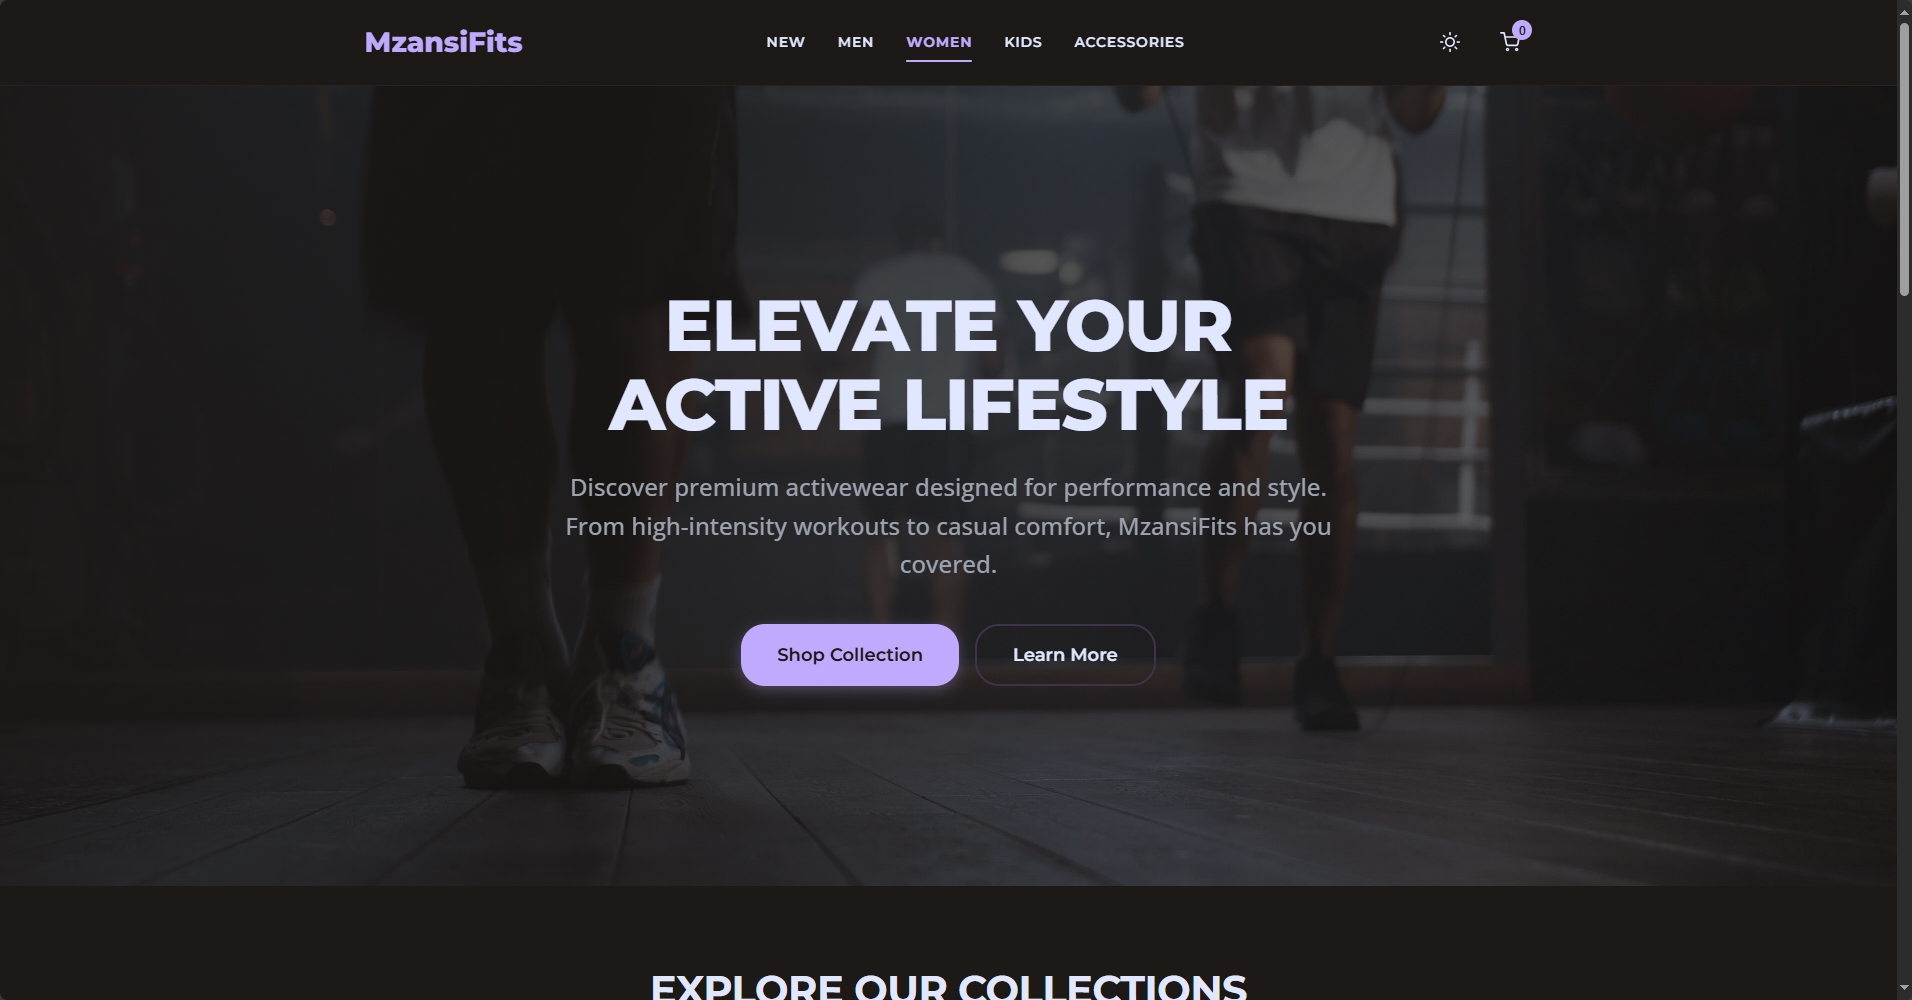 MzansiFits
NEW
MEN
WOMEN
KIDS
ACCESSORIES
0
ELEVATE YOUR
ACTIVE LIFESTYLE
Discover premium activewear designed for performance and style.
From high-intensity workouts to casual comfort, MzansiFits has you
covered.
Shop Collection
Learn More
EXPLORE OUR COLLECTIONS